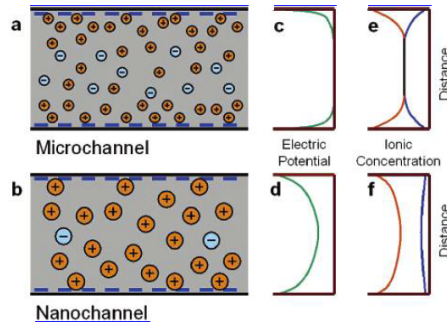 a
c
e
Distance
Microchannel
Electric
Potential
Ionic
Concentration
b
d
f
Distance
Nanochannel